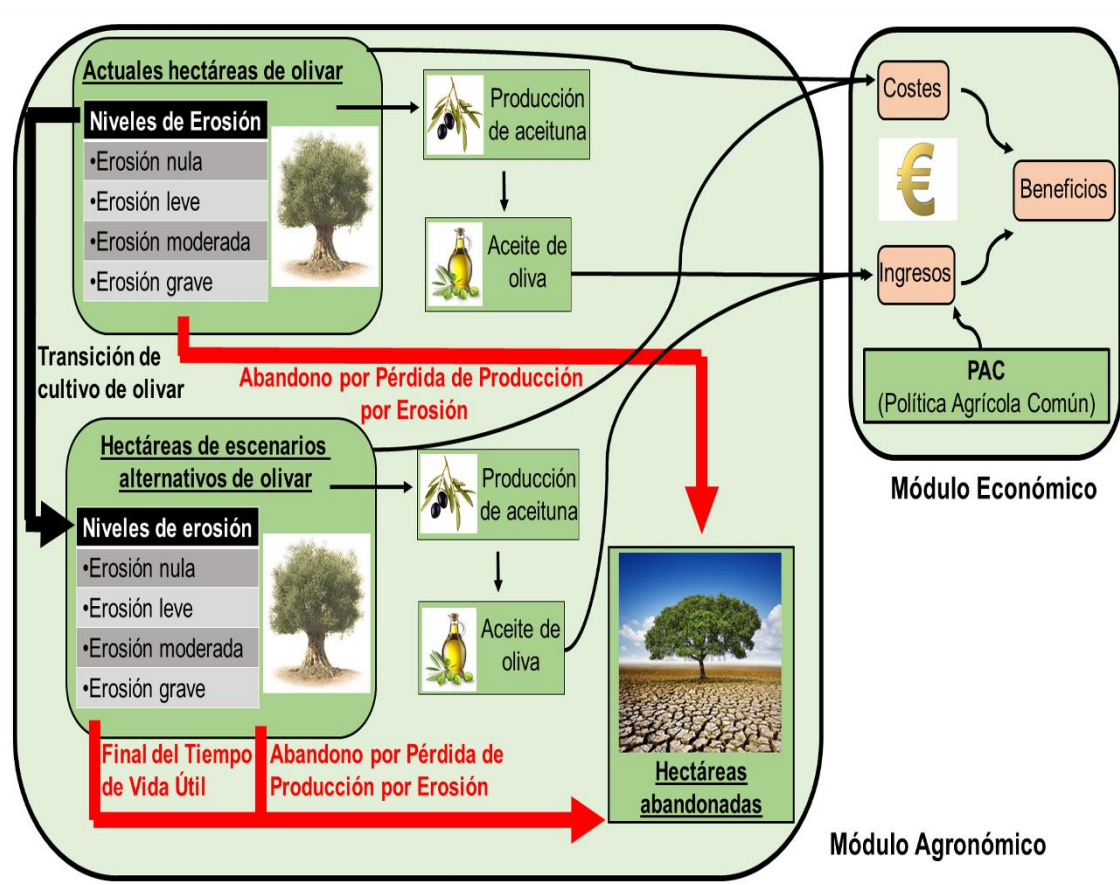 Actuales hectáreas de olivar
Niveles de Erosión
•Erosión nula
•Erosión leve
•Erosión moderada
•Erosión grave
Producción
de aceituna
Aceite de
oliva
Transición de
cultivo de olivar
Abandono por Pérdida de Producción
por Erosión
Hectáreas de escenarios
alternativos de olivar
Niveles de erosión
•Erosión nula
•Erosión leve
•Erosión moderada
•Erosión grave
Producción
de aceituna
Aceite de
oliva
Final del Tiempo
de Vida Útil
Abandono por Pérdida de
Producción por Erosión
Hectáreas
abandonadas
Módulo Agronómico
Costes
€
Beneficios
Ingresos
PAC
(Política Agrícola Común)
Módulo Económico